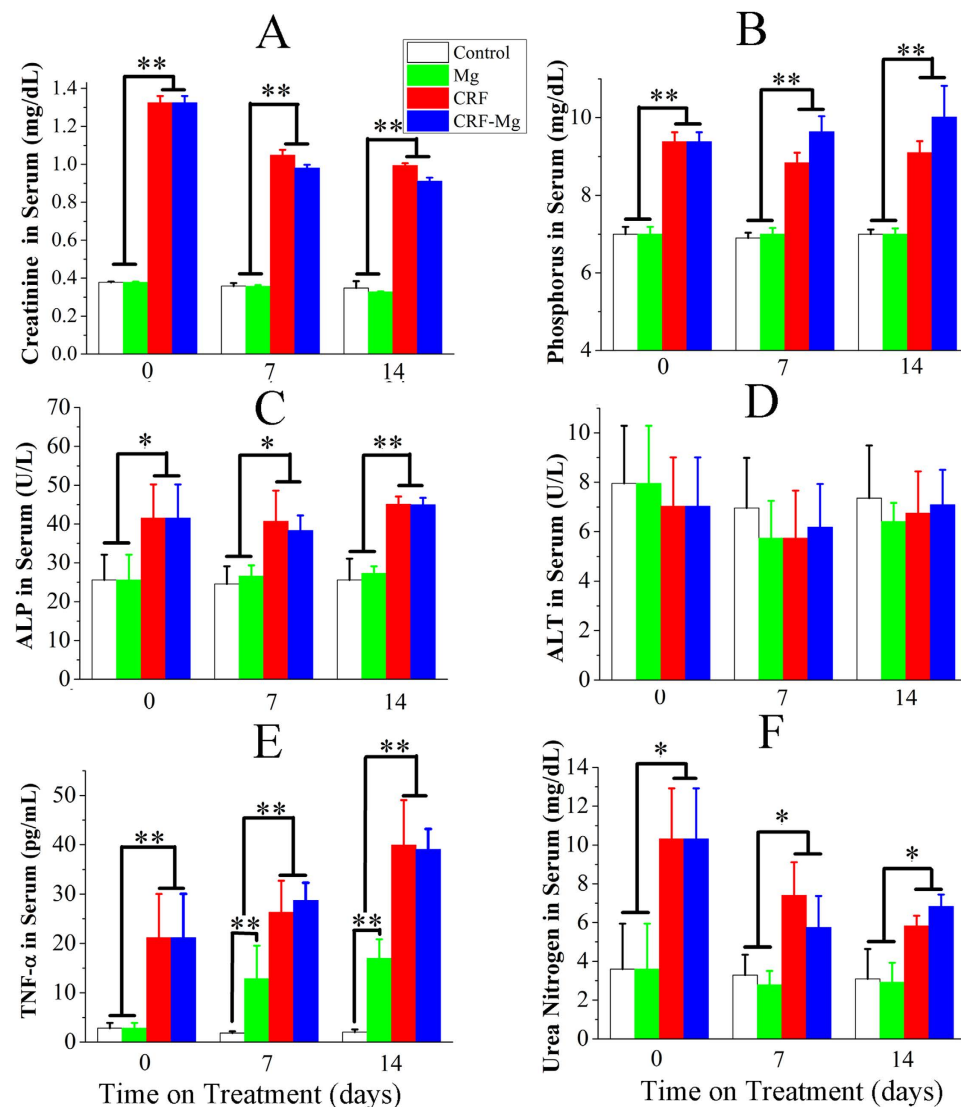 A
Creatinine in Serum (mg/dL)
1.4
1.2
1.0
0.8
0.6
0.4
0.2
0.0
**
**
**
0 7 14
Control
Mg
CRF
CRF-Mg
B
Phosphorus in Serum (mg/dL)
10
8
6
4
**
**
**
0 7 14
C
ALP in Serum (U/L)
70
60
50
40
30
20
10
0
*
*
**
0 7 14
D
ALT in Serum (U/L)
10
8
6
4
2
0
0 7 14
E
TNF-α in Serum (pg/mL)
50
40
30
20
10
0
**
**
**
**
**
0 7 14
Time on Treatment (days)
F
Urea Nitrogen in Serum (mg/dL)
14
12
10
8
6
4
2
0
*
*
*
0 7 14
Time on Treatment (days)